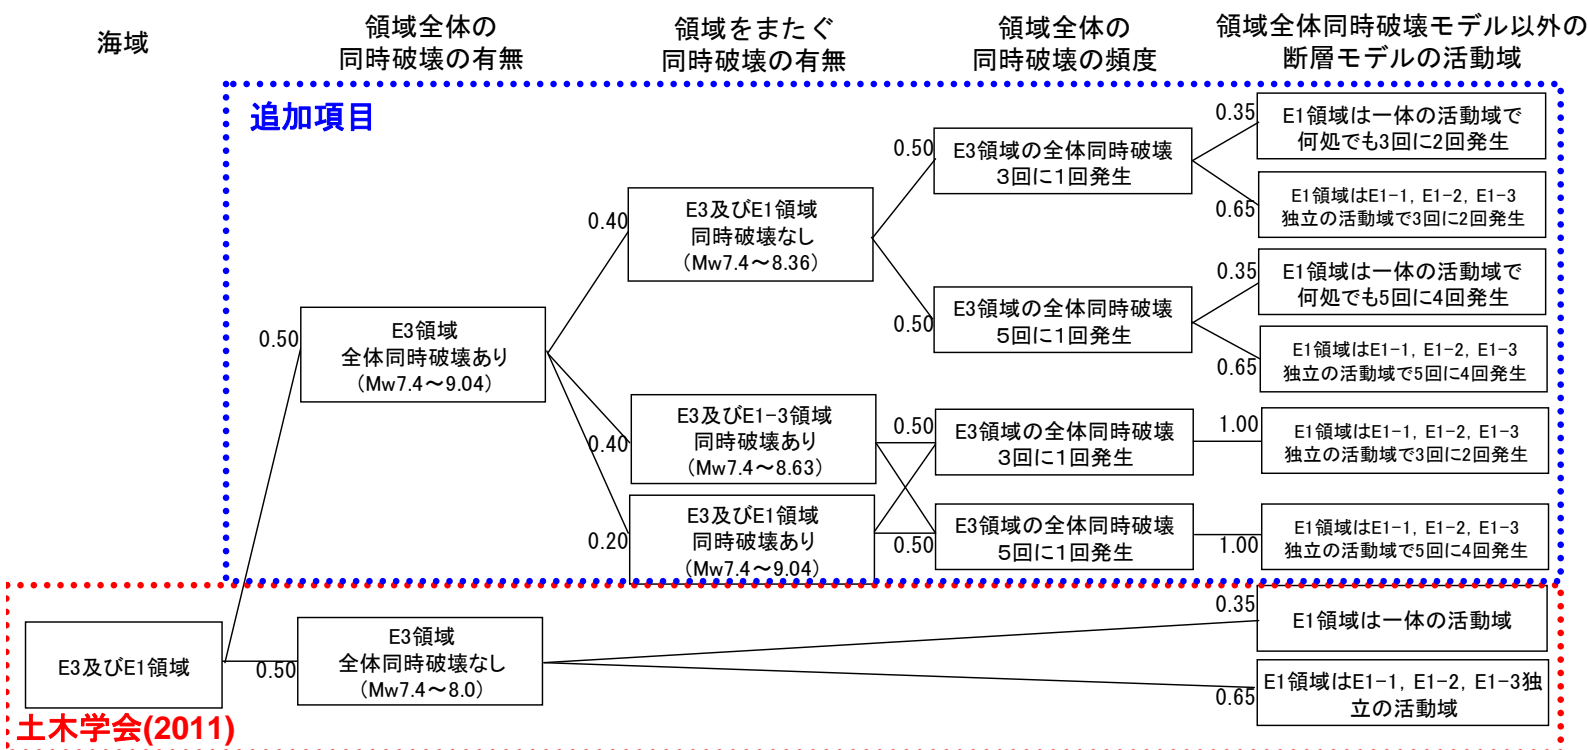 海域
領域全体の
同時破壊の有無
領域をまたぐ
同時破壊の有無
領域全体の
同時破壊の頻度
領域全体同時破壊モデル以外の
断層モデルの活動域
追加項目
0.50
E3領域
全体同時破壊あり
(Mw7.4~9.04)
0.40
E3及びE1領域
同時破壊なし
(Mw7.4~8.36)
0.50
E3領域の全体同時破壊
3回に1回発生
0.35
E1領域は一体の活動域で
何処でも3回に2回発生
0.65
E1領域はE1-1, E1-2, E1-3
独立の活動域で3回に2回発生
0.50
E3領域の全体同時破壊
5回に1回発生
0.35
E1領域は一体の活動域で
何処でも5回に4回発生
0.65
E1領域はE1-1, E1-2, E1-3
独立の活動域で5回に4回発生
0.40
E3及びE1-3領域
同時破壊あり
(Mw7.4~8.63)
0.50
E3領域の全体同時破壊
3回に1回発生
1.00
E1領域はE1-1, E1-2, E1-3
独立の活動域で3回に2回発生
0.20
E3及びE1領域
同時破壊あり
(Mw7.4~9.04)
0.50
E3領域の全体同時破壊
5回に1回発生
1.00
E1領域はE1-1, E1-2, E1-3
独立の活動域で5回に4回発生
E3及びE1領域
0.50
E3領域
全体同時破壊なし
(Mw7.4~8.0)
0.35
E1領域は一体の活動域
0.65
E1領域はE1-1, E1-2, E1-3独
立の活動域
土木学会(2011)